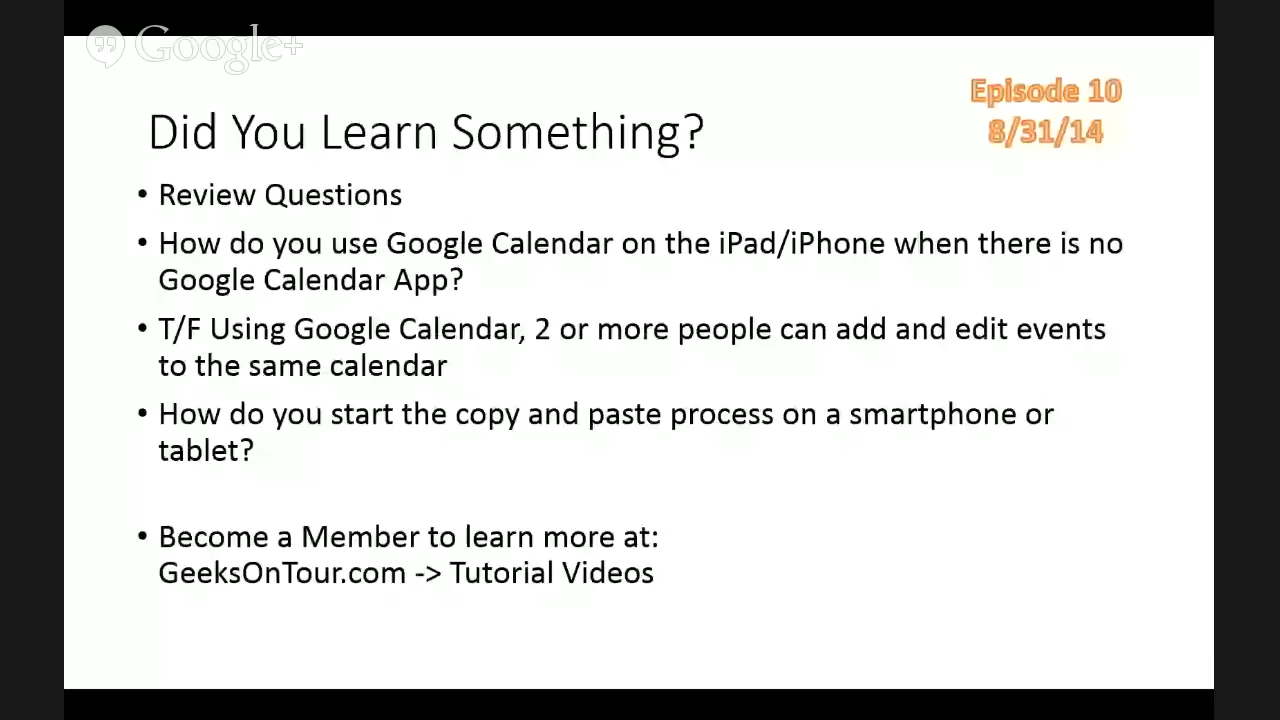 Google+
Episode 10
8/31/14
Did You Learn Something?
• Review Questions
• How do you use Google Calendar on the iPad/iPhone when there is no
Google Calendar App?
• T/F Using Google Calendar, 2 or more people can add and edit events
to the same calendar
• How do you start the copy and paste process on a smartphone or
tablet?
• Become a Member to learn more at:
GeeksOnTour.com -> Tutorial Videos